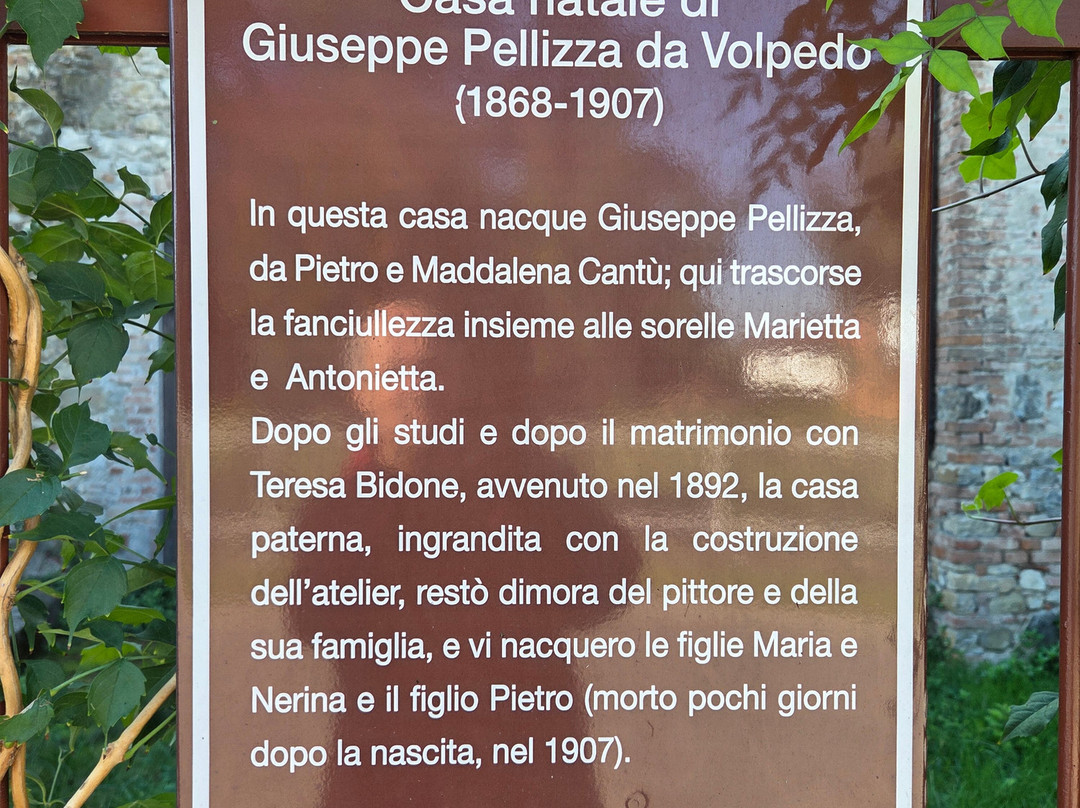 Casa natale di
Giuseppe Pellizza da Volpedo
(1868-1907)
In questa casa nacque Giuseppe Pellizza,
da Pietro e Maddalena Cantù; qui trascorse
la fanciullezza insieme alle sorelle Marietta
e Antonietta.
Dopo gli studi e dopo il matrimonio con
Teresa Bidone, avvenuto nel 1892, la casa
paterna, ingrandita con la costruzione
dell'atelier, restò dimora del pittore e della
sua famiglia, e vi nacquero le figlie Maria e
Nerina e il figlio Pietro (morto pochi giorni
dopo la nascita, nel 1907).